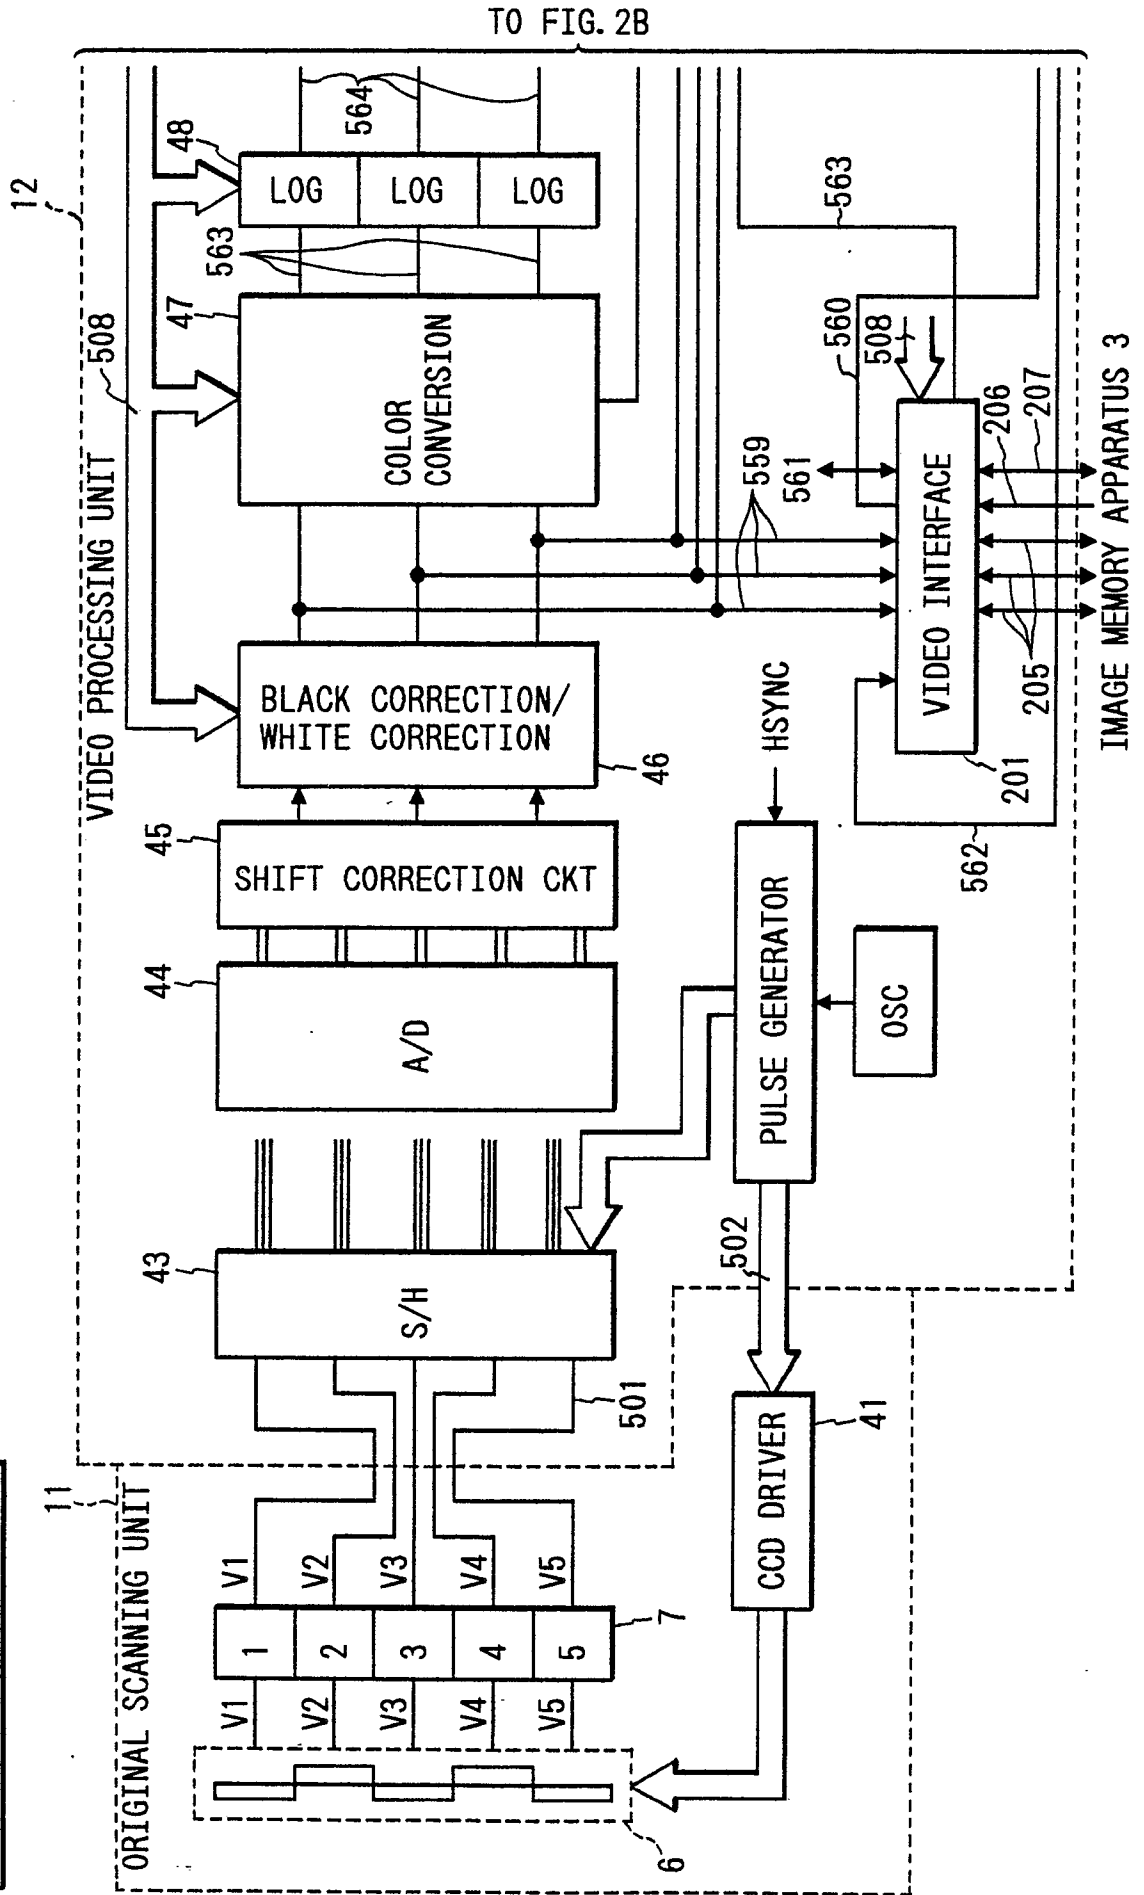 TO FIG. 2B
12
VIDEO PROCESSING UNIT
508
48
LOG
LOG
LOG
564
563
47
COLOR
CONVERSION
BLACK CORRECTION/
WHITE CORRECTION
46
45
SHIFT CORRECTION CKT
44
A/D
43
S/H
501
559
561
560
508
563
VIDEO INTERFACE
201
562
205
206
207
IMAGE MEMORY APPARATUS 3
HSYNC
PULSE GENERATOR
OSC
502
11
ORIGINAL SCANNING UNIT
V1
V2
V3
V4
V5
1
2
3
4
5
7
V1
V2
V3
V4
V5
6
CCD DRIVER
41